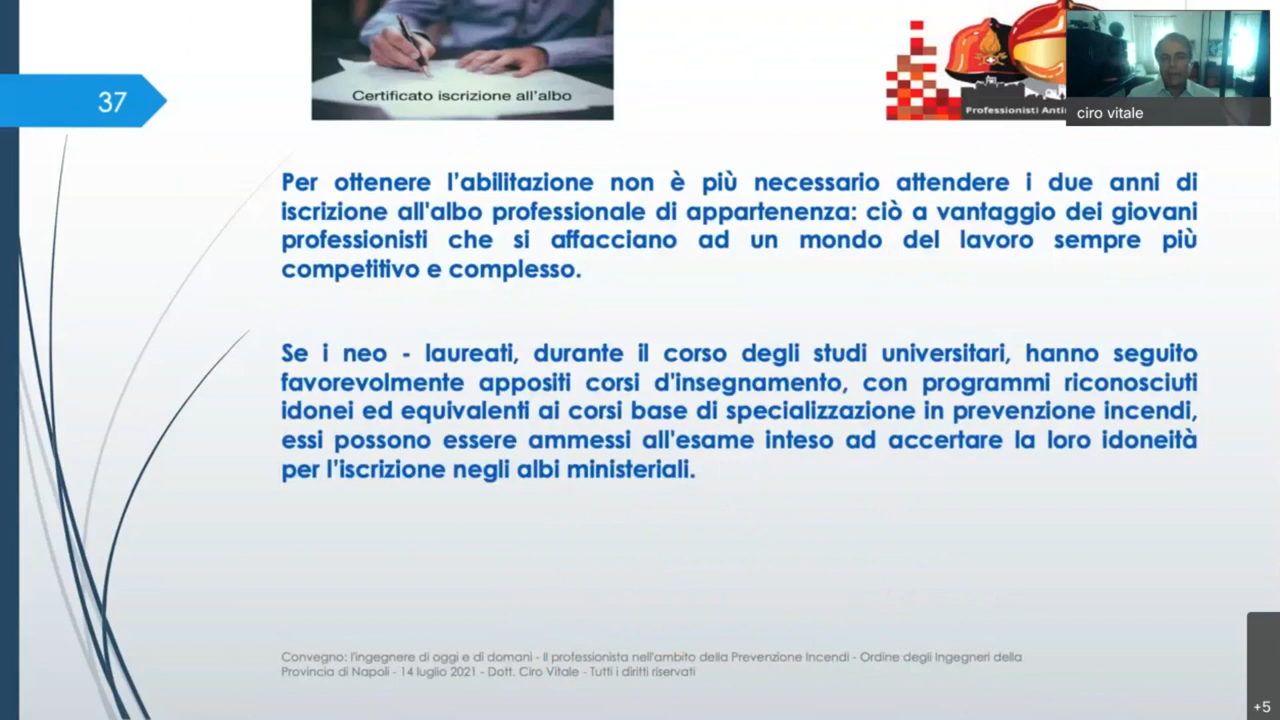 37
Certificato iscrizione all'albo
Professionisti
ciro vitale
Per ottenere l'abilitazione non è più necessario attendere i due anni di
iscrizione all'albo professionale di appartenenza: ciò a vantaggio dei giovani
professionisti che si affacciano ad un mondo del lavoro sempre più
competitivo e complesso.
Se i neo - laureati, durante il corso degli studi universitari, hanno seguito
favorevolmente appositi corsi d'insegnamento, con programmi riconosciuti
idonei ed equivalenti ai corsi base di specializzazione in prevenzione incendi,
essi possono essere ammessi all'esame inteso ad accertare la loro idoneità
per l'iscrizione negli albi ministeriali.
Convegno: l'ingegnere di oggi e di domani - Il professionista nell'ambito della Prevenzione Incendi - Ordine degli Ingegneri della
Provincia di Napoli - 14 luglio 2021 - Dott. Ciro Vitale - Tutti i diritti riservati
+5